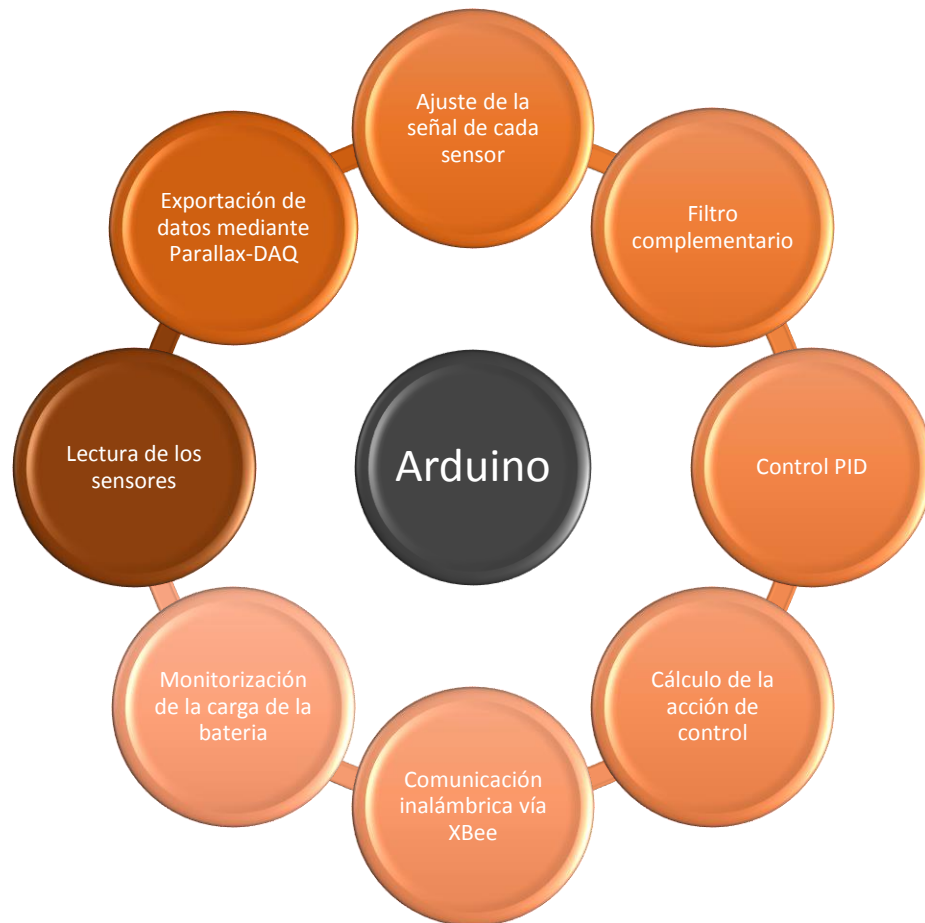 Ajuste de la
señal de cada
sensor
Filtro
complementario
Control PID
Cálculo de la
acción de
control
Comunicación
inalámbrica vía
XBee
Monitorización
de la carga de la
bateria
Lectura de los
sensores
Exportación de
datos mediante
Parallax-DAQ
Arduino